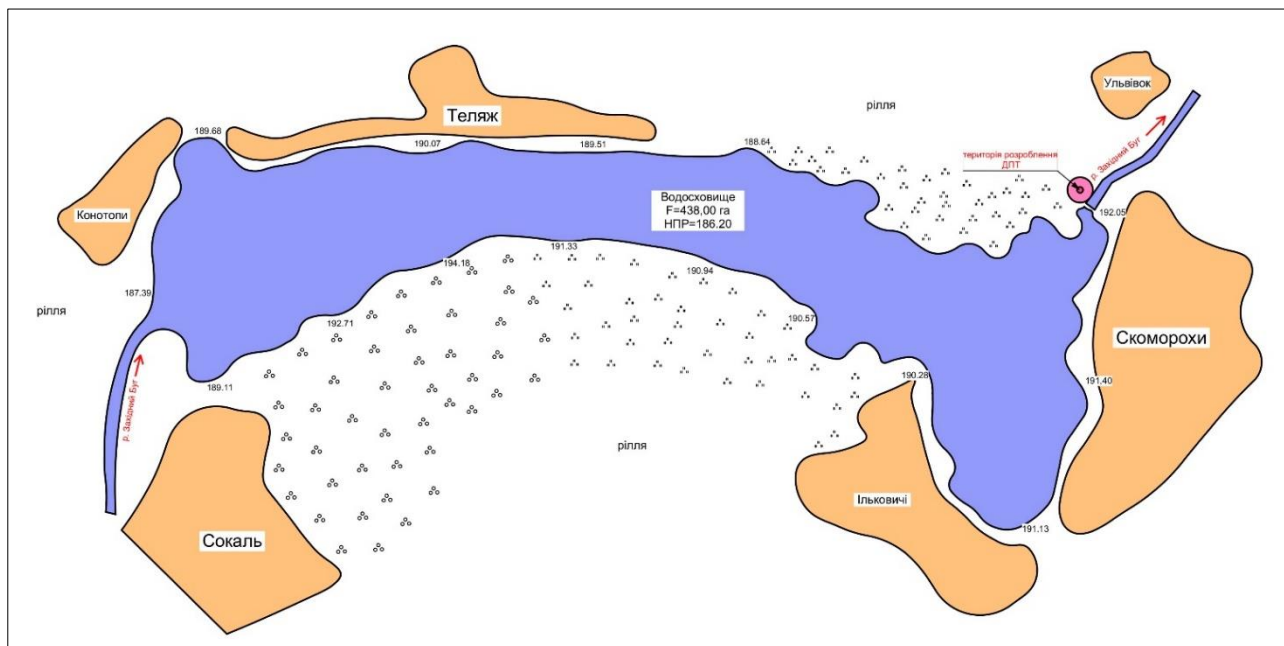 Ульвівок
рілля
Теляж
189.68
190.07
189.51
188.64
р. Західний Буг
територія розроблення
ДПТ
Конотопи
Водосховище
F=438,00 га
НПР=186.20
192.05
191.33
194.18
190.94
187.39
рілля
192.71
190.57
Скоморохи
189.11
190.28
191.40
р. Західний Буг
рілля
Ільковичі
191.13
Сокаль